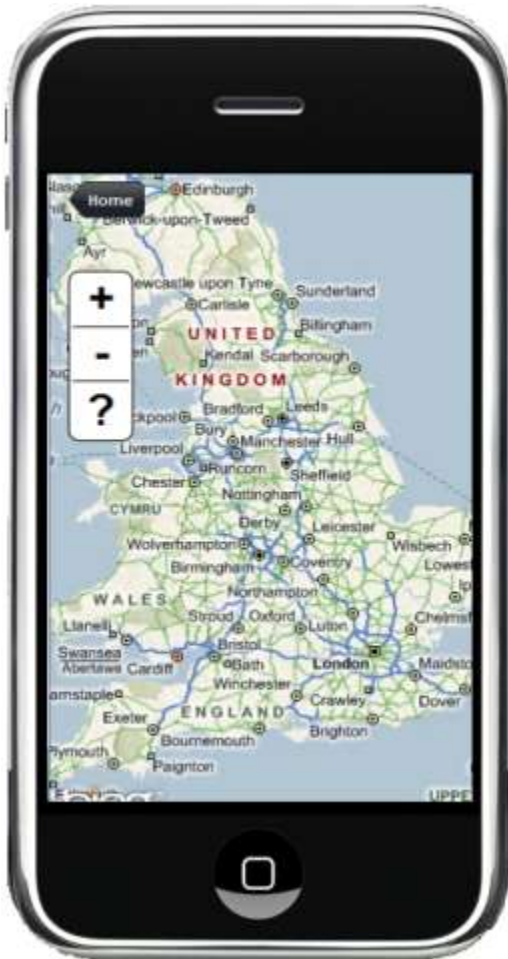 Edinburgh
Home
Berwick-upon-Tweed
Ayr
ewcastle upon Tyne
Sunderland
+
Carlisle
Billingham
UNITED
-
Kendal
Scarborough
KINGDOM
?
ckpool
Bradford
Leeds
Bury
Manchester
Hull
Liverpool
Runcorn
Sheffield
Chester
Nottingham
CYMRU
Derby
Leicester
Wolverhampton
Wisbech
Birmingham
Coventry
Lowest
Northampton
Ip
WALES
Stroud
Oxford
Luton
Chelmsf
Llanelli
Swansea
Bristol
Abertawe
Cardiff
Bath
London
Maidsto
Winchester
arnstaple
Crawley
Dover
Exeter
ENGLAND
Brighton
Bournemouth
Plymouth
Paignton
UPPE